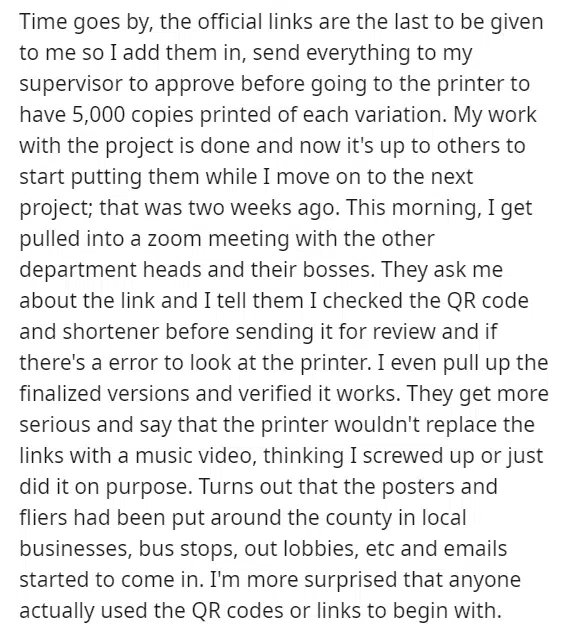 Time goes by, the official links are the last to be given
to me so I add them in, send everything to my
supervisor to approve before going to the printer to
have 5,000 copies printed of each variation. My work
with the project is done and now it's up to others to
start putting them while I move on to the next
project; that was two weeks ago. This morning, I get
pulled into a zoom meeting with the other
department heads and their bosses. They ask me
about the link and I tell them I checked the QR code
and shortener before sending it for review and if
there's a error to look at the printer. I even pull up the
finalized versions and verified it works. They get more
serious and say that the printer wouldn't replace the
links with a music video, thinking I screwed up or just
did it on purpose. Turns out that the posters and
fliers had been put around the county in local
businesses, bus stops, out lobbies, etc and emails
started to come in. I'm more surprised that anyone
actually used the QR codes or links to begin with.